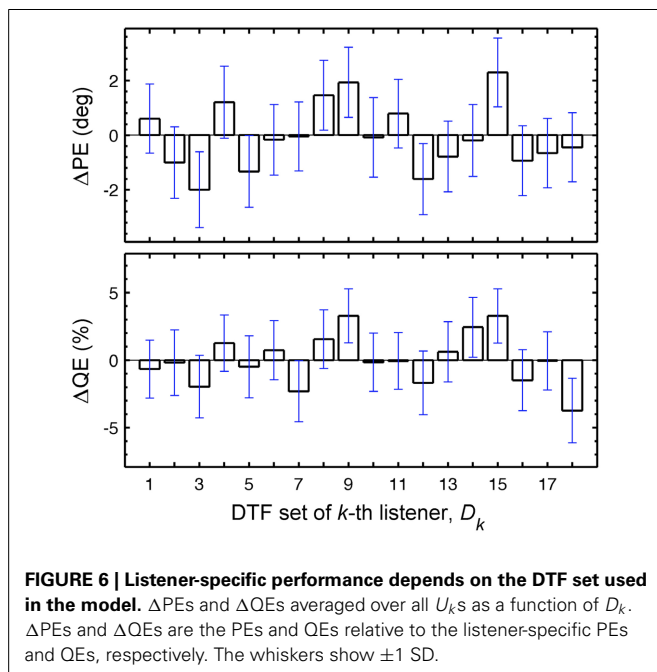 ΔPE (deg)
2
0
-2
ΔQE (%)
5
0
-5
1 3 5 7 9 11 13 15 17
DTF set of k-th listener, D_k
FIGURE 6 | Listener-specific performance depends on the DTF set used
in the model. ΔPEs and ΔQEs averaged over all U_ks as a function of D_k.
ΔPEs and ΔQEs are the PEs and QEs relative to the listener-specific PEs
and QEs, respectively. The whiskers show ±1 SD.